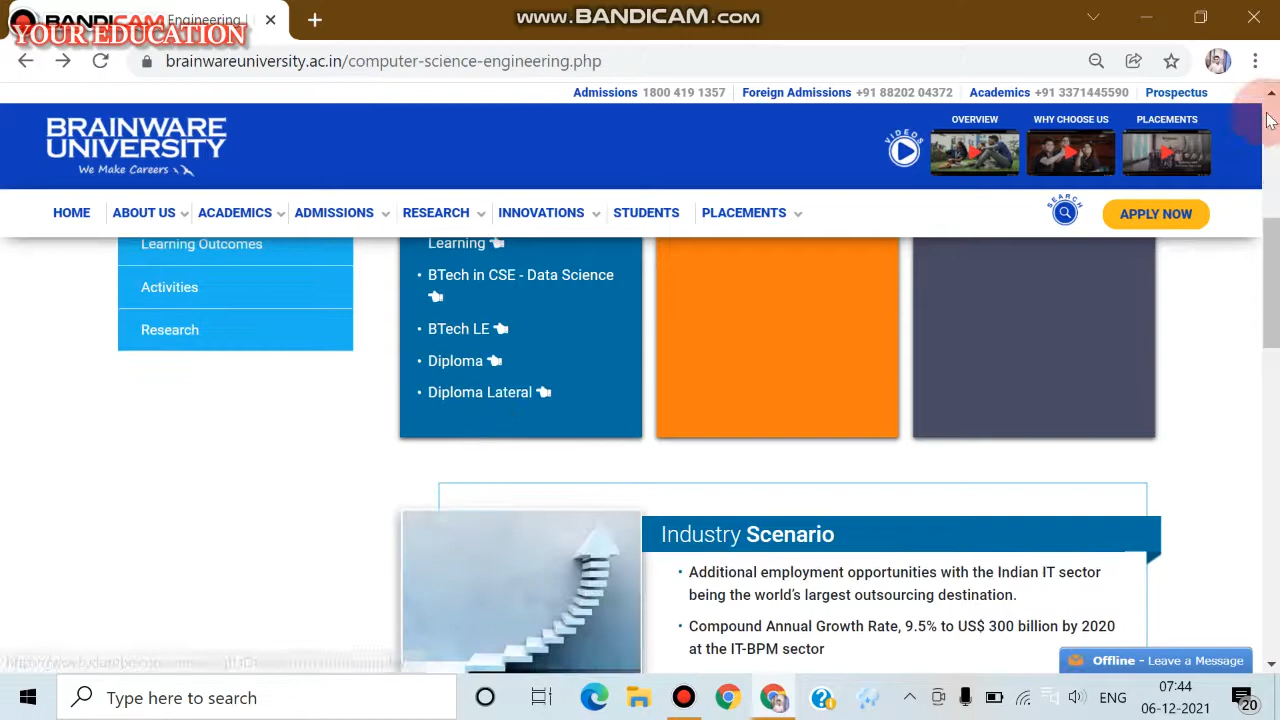 Engineering
www.BANDICAM.com
YOUR EDUCATION
brainwareuniversity.ac.in/computer-science-engineering.php
Admissions 1800 419 1357 Foreign Admissions +91 88202 04372 Academics +91 3371445590 Prospectus
BRAINWARE
UNIVERSITY
We Make Careers
VIDEOS
OVERVIEW
WHY CHOOSE US
PLACEMENTS
HOME ABOUT US ACADEMICS ADMISSIONS RESEARCH INNOVATIONS STUDENTS PLACEMENTS
SEARCH
APPLY NOW
Learning Outcomes
Activities
Research
Learning
• BTech in CSE - Data Science
• BTech LE
• Diploma
• Diploma Lateral
Industry Scenario
• Additional employment opportunities with the Indian IT sector
being the world's largest outsourcing destination.
• Compound Annual Growth Rate, 9.5% to US$ 300 billion by 2020
at the IT-BPM sector
Offline - Leave a Message
Type here to search
ENG
07:44
06-12-2021
20